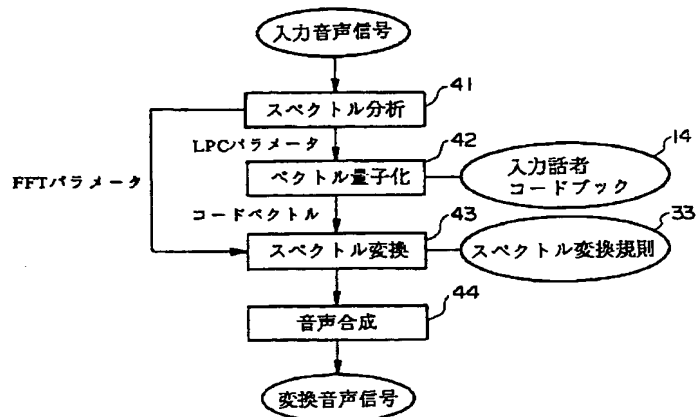 入力音声信号
41
スペクトル分析
LPCパラメータ
42
14
FFTパラメータ
ベクトル量子化
入力話者
コードブック
コードベクトル
43
33
スペクトル変換
スペクトル変換規則
44
音声合成
変換音声信号